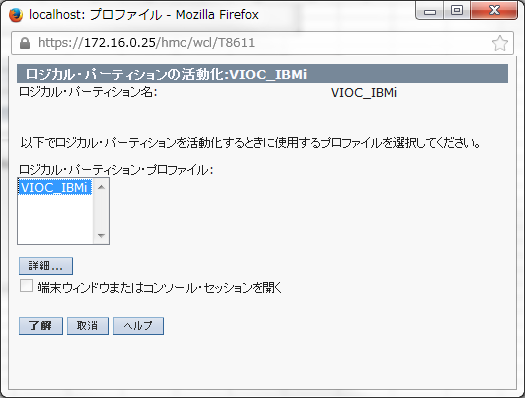 localhost: プロファイル - Mozilla Firefox
https://172.16.0.25/hmc/wcl/T8611
ロジカル・パーティションの活動化:VIOC_IBMi
ロジカル・パーティション名: VIOC_IBMi
以下でロジカル・パーティションを活動化するときに使用するプロファイルを選択してください。
ロジカル・パーティション・プロファイル:
VIOC_IBMi
詳細...
端末ウィンドウまたはコンソール・セッションを開く
了解 取消 ヘルプ